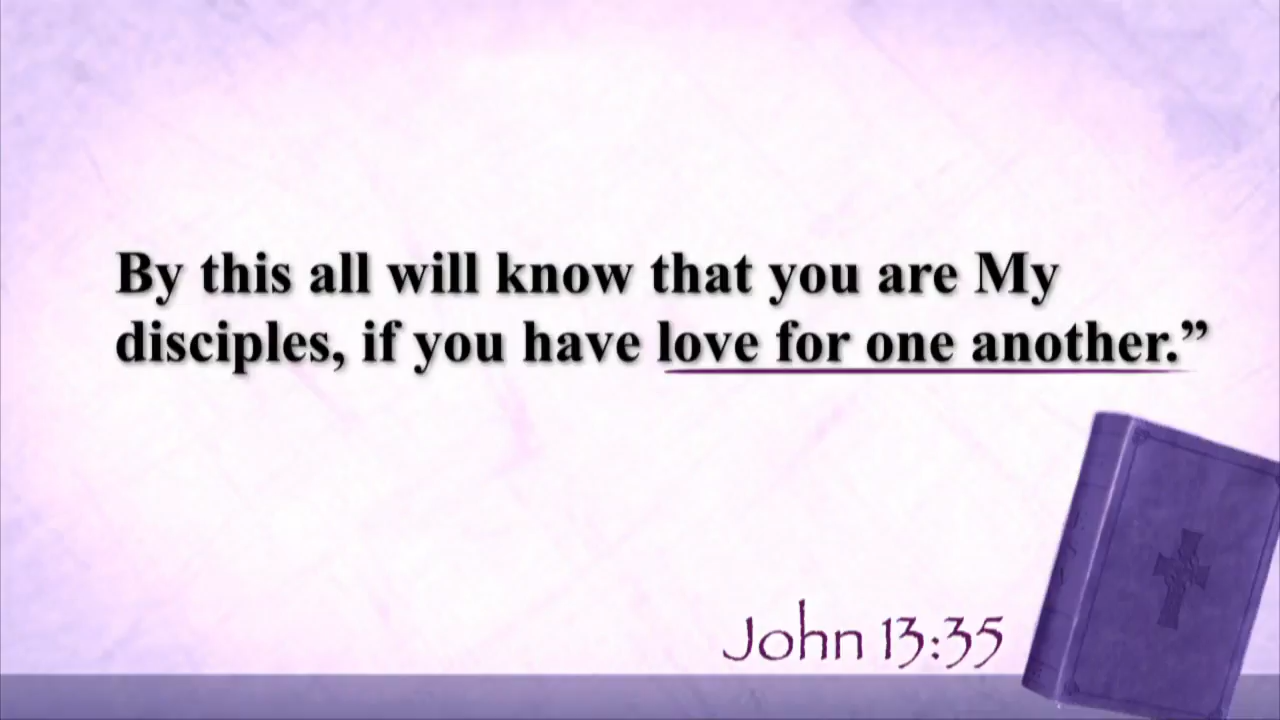 By this all will know that you are My
disciples, if you have love for one another.”
John 13:35